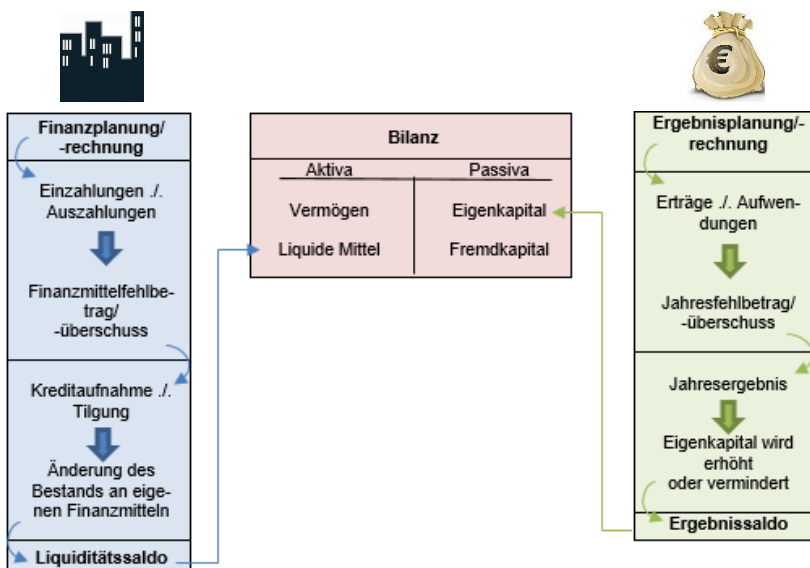 Finanzplanung/
-rechnung
Einzahlungen ./.
Auszahlungen
Finanzmittelfehlbe-
trag/
-überschuss
Kreditaufnahme ./.
Tilgung
Änderung des
Bestands an eige-
nen Finanzmitteln
Liquiditätssaldo
Bilanz
Aktiva Passiva
Vermögen Eigenkapital
Liquide Mittel Fremdkapital
€
Ergebnisplanung/-
rechnung
Erträge ./. Aufwen-
dungen
Jahresfehlbetrag/
-überschuss
Jahresergebnis
Eigenkapital wird
erhöht
oder vermindert
Ergebnissaldo